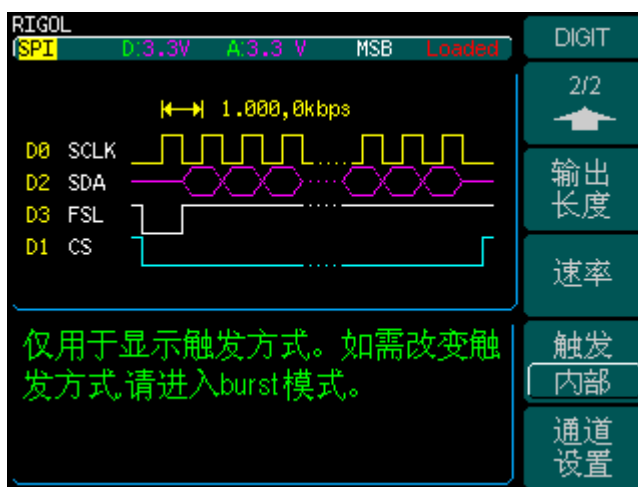 RIGOL
SPI D:3.3V A:3.3 V MSB Loaded
1.000,0kbps
D0 SCLK
D2 SDA
D3 FSL
D1 CS
仅用于显示触发方式。如需改变触
发方式,请进入burst模式。
DIGIT
2/2
输出
长度
速率
触发
内部
通道
设置